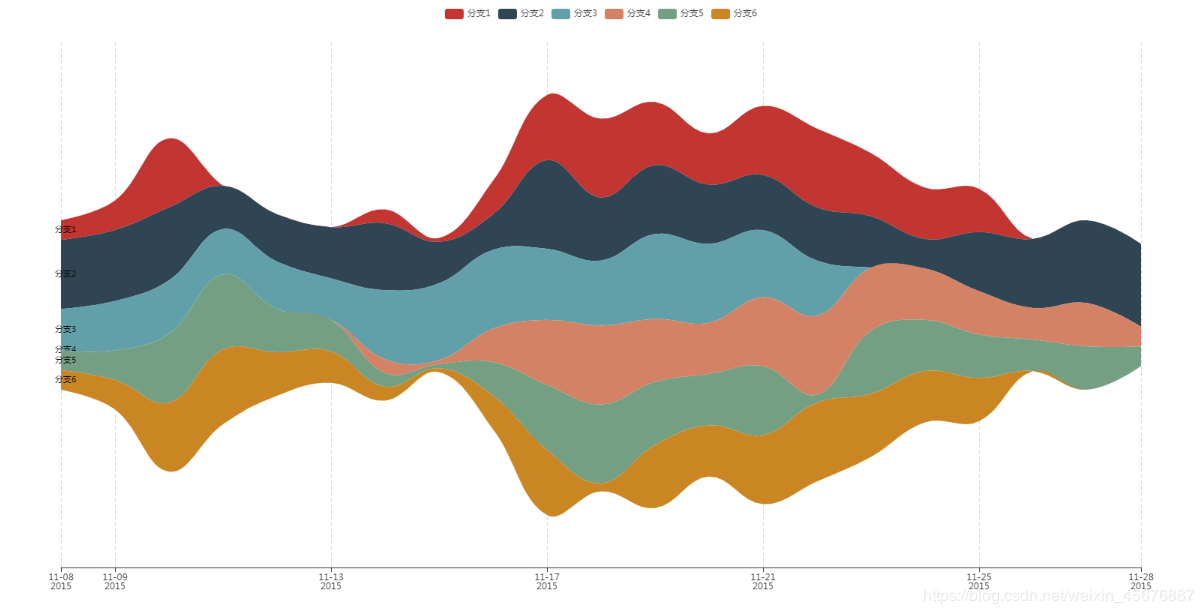 分支1 分支2 分支3 分支4 分支5 分支6
分支1
分支2
分支3
分支4
分支5
分支6
11-08 11-09 11-13 11-17 11-21 11-25 11-28
2015 2015 2015 2015 2015 2015 2015
https://blog.csdn.net/weixin_45676887